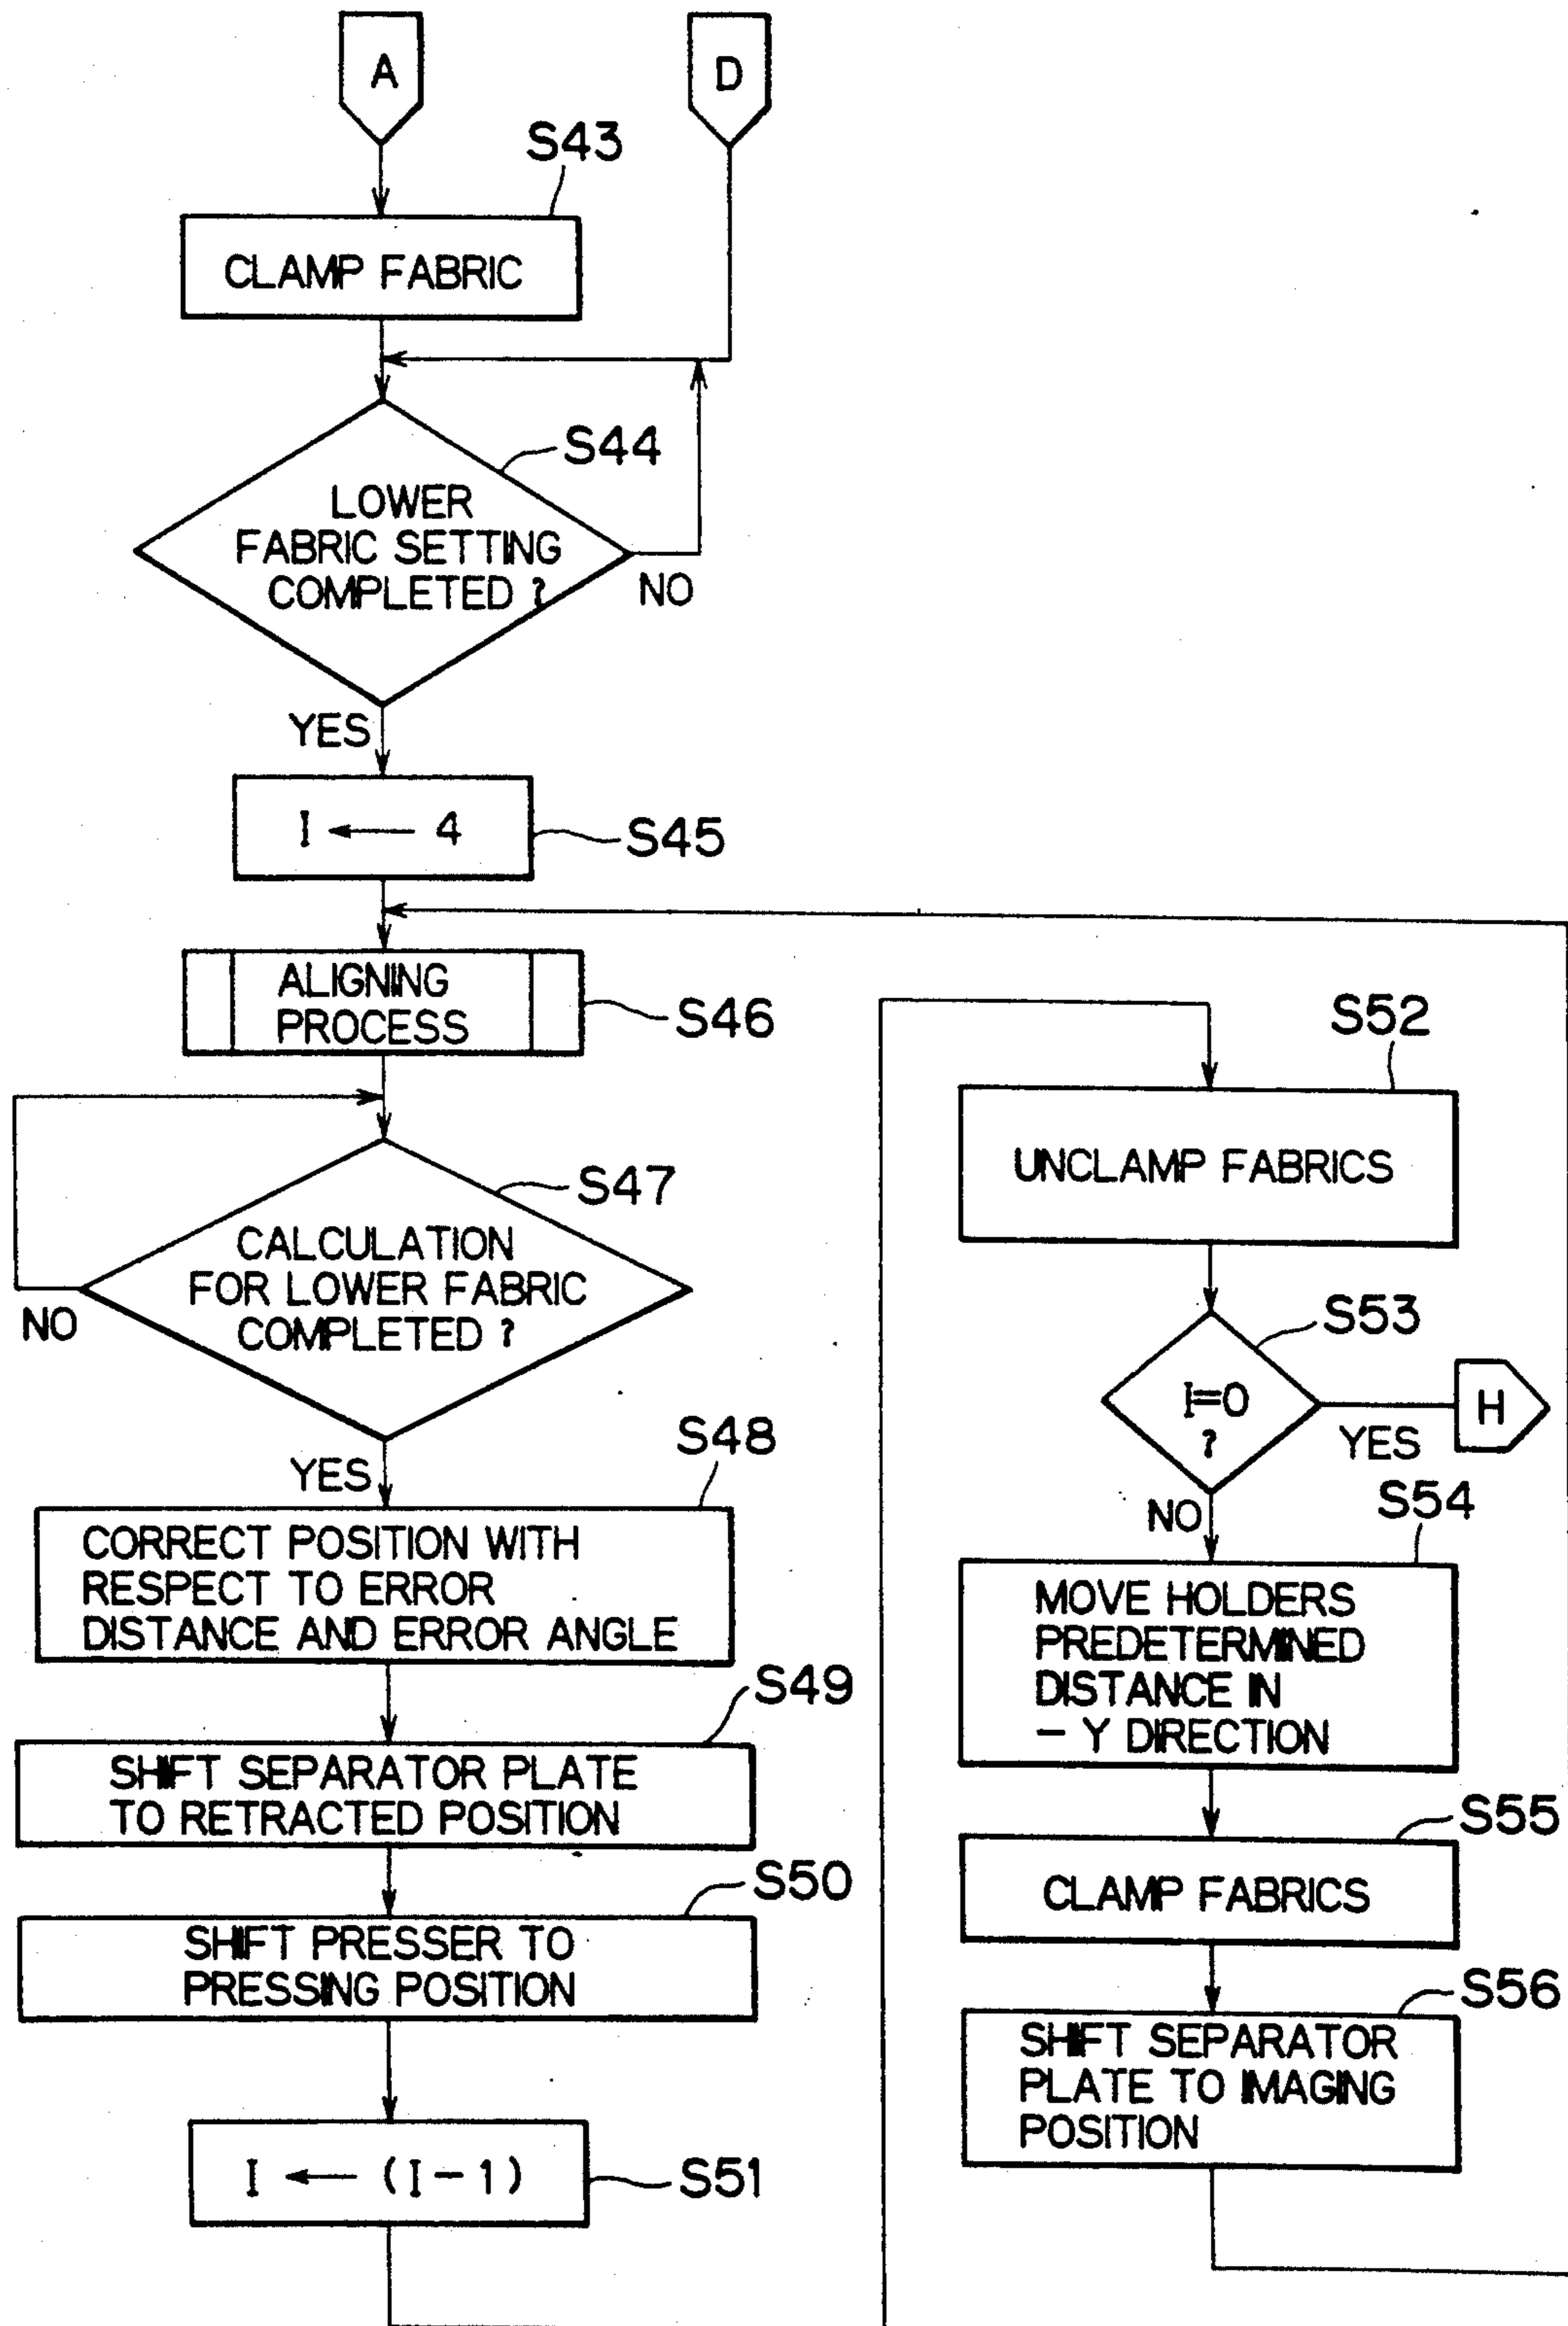 A
D
S43
CLAMP FABRIC
S44
LOWER
FABRIC SETTING
COMPLETED ?
NO
YES
I ← 4
S45
ALIGNING
PROCESS
S46
S47
CALCULATION
FOR LOWER FABRIC
COMPLETED ?
NO
YES
S48
CORRECT POSITION WITH
RESPECT TO ERROR
DISTANCE AND ERROR ANGLE
S49
SHIFT SEPARATOR PLATE
TO RETRACTED POSITION
S50
SHIFT PRESSER TO
PRESSING POSITION
I ← (I-1)
S51
S52
UNCLAMP FABRICS
S53
I=0
?
YES
H
NO
S54
MOVE HOLDERS
PREDETERMINED
DISTANCE IN
- Y DIRECTION
S55
CLAMP FABRICS
S56
SHIFT SEPARATOR
PLATE TO IMAGING
POSITION